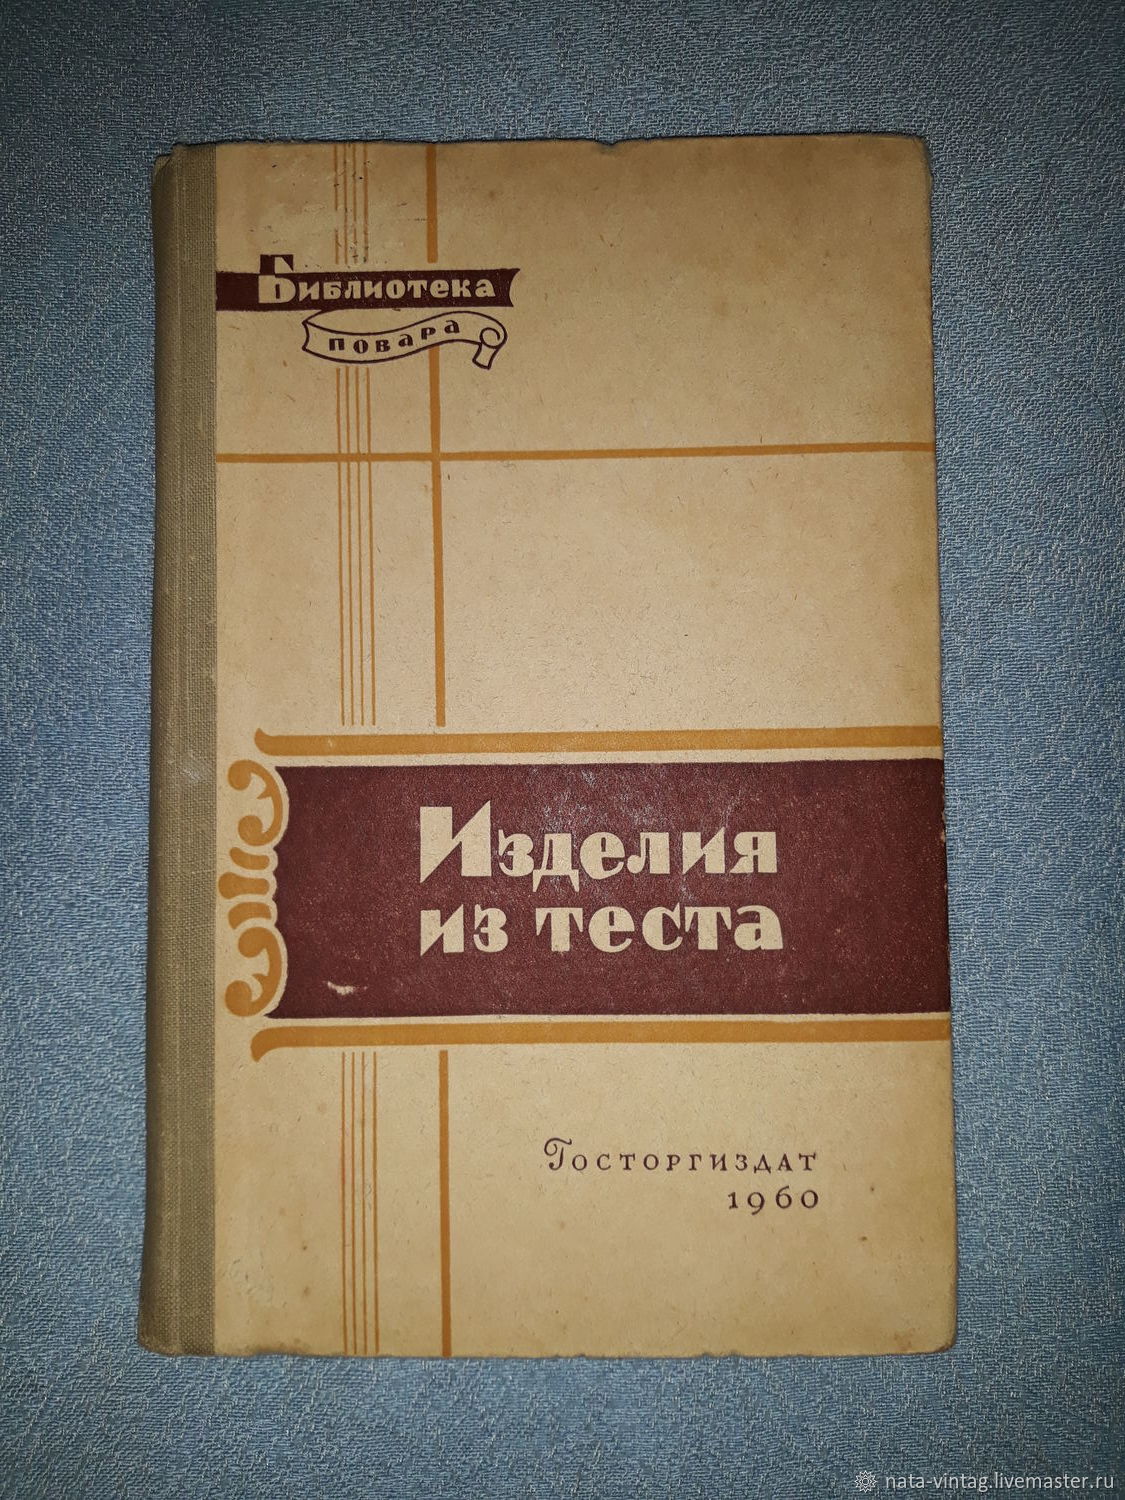 Библиотека
повара
Изделия
из теста
Госторгиздат
1960
nata-vintag.livemaster.ru